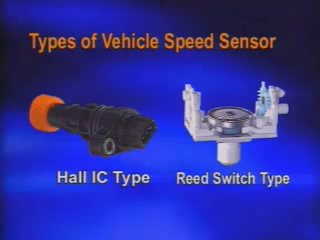 Types of Vehicle Speed Sensor
Hall IC Type
Reed Switch Type